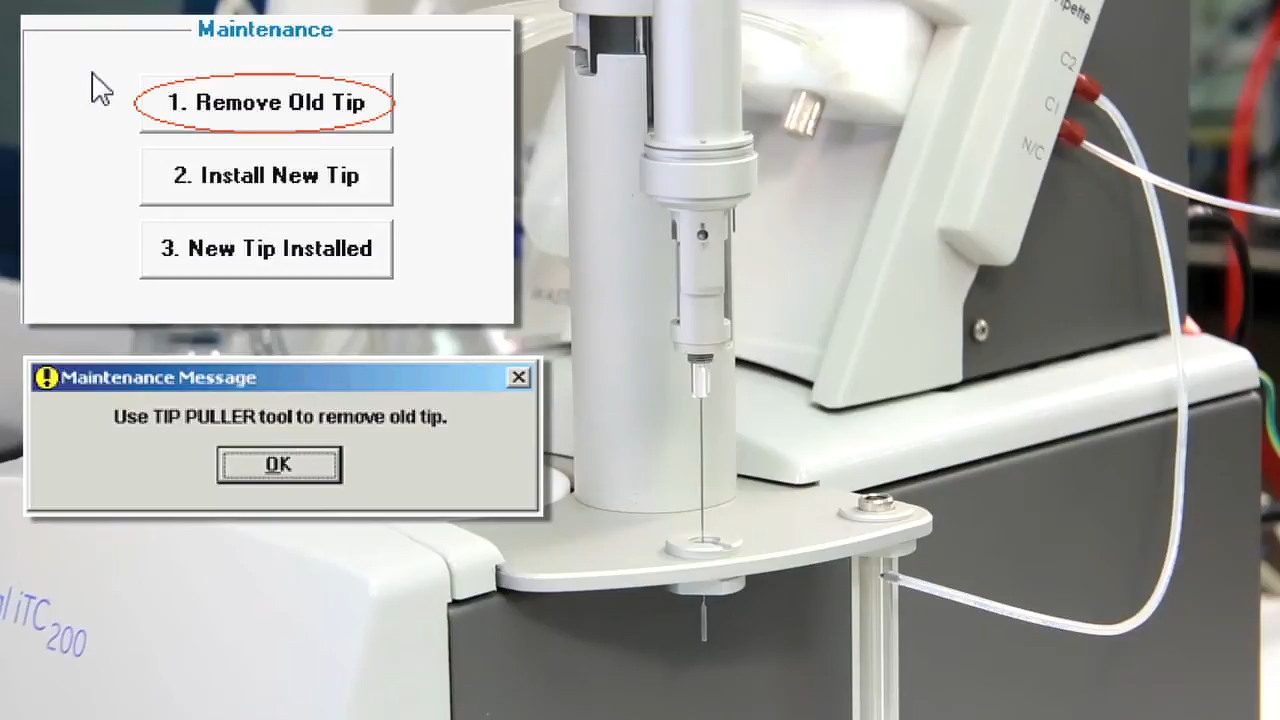 Maintenance
1. Remove Old Tip
2. Install New Tip
3. New Tip Installed
Maintenance Message
Use TIP PULLER tool to remove old tip.
OK
C2
C1
N/C
iTC200